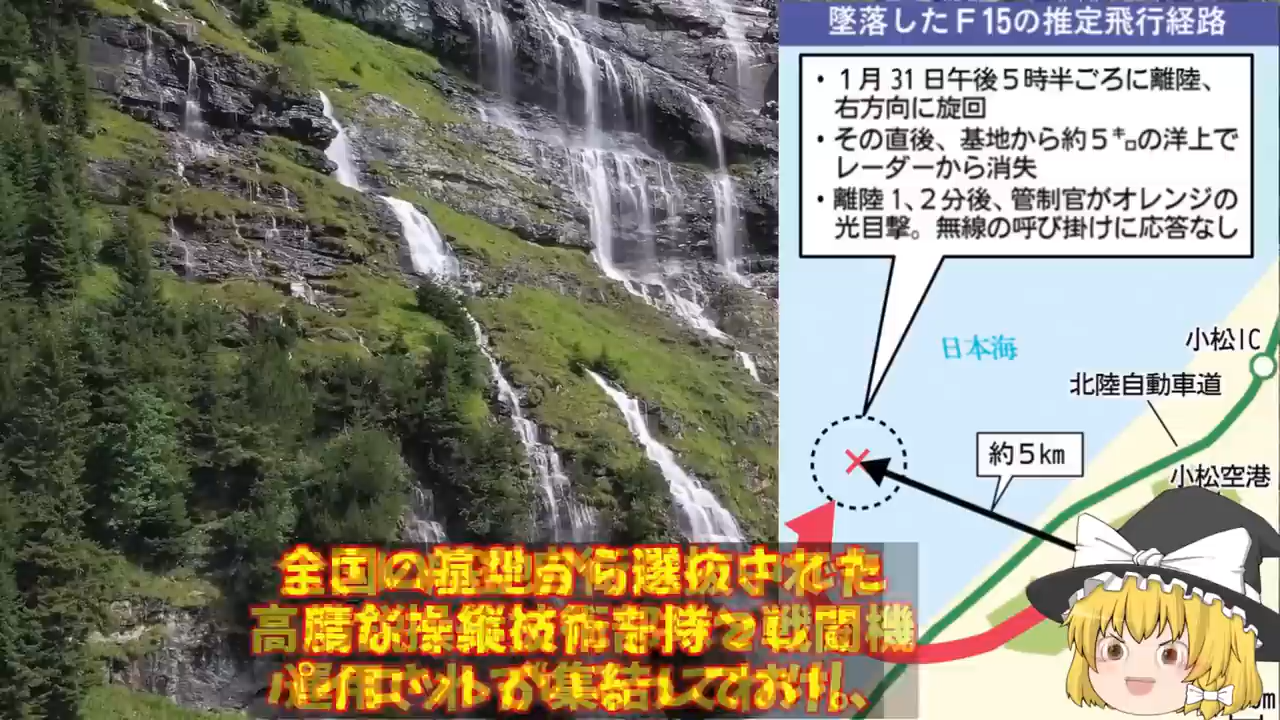 墜落したＦ15の推定飛行経路
・１月31日午後５時半ごろに離陸、
右方向に旋回
・その直後、基地から約５㌔の洋上で
レーダーから消失
・離陸１、２分後、管制官がオレンジの
光目撃。無線の呼び掛けに応答なし
日本海
小松IC
北陸自動車道
約５km
小松空港
全国の基地から選抜された
高度な操縦技術を持つ戦闘機
パイロットが集結しており、